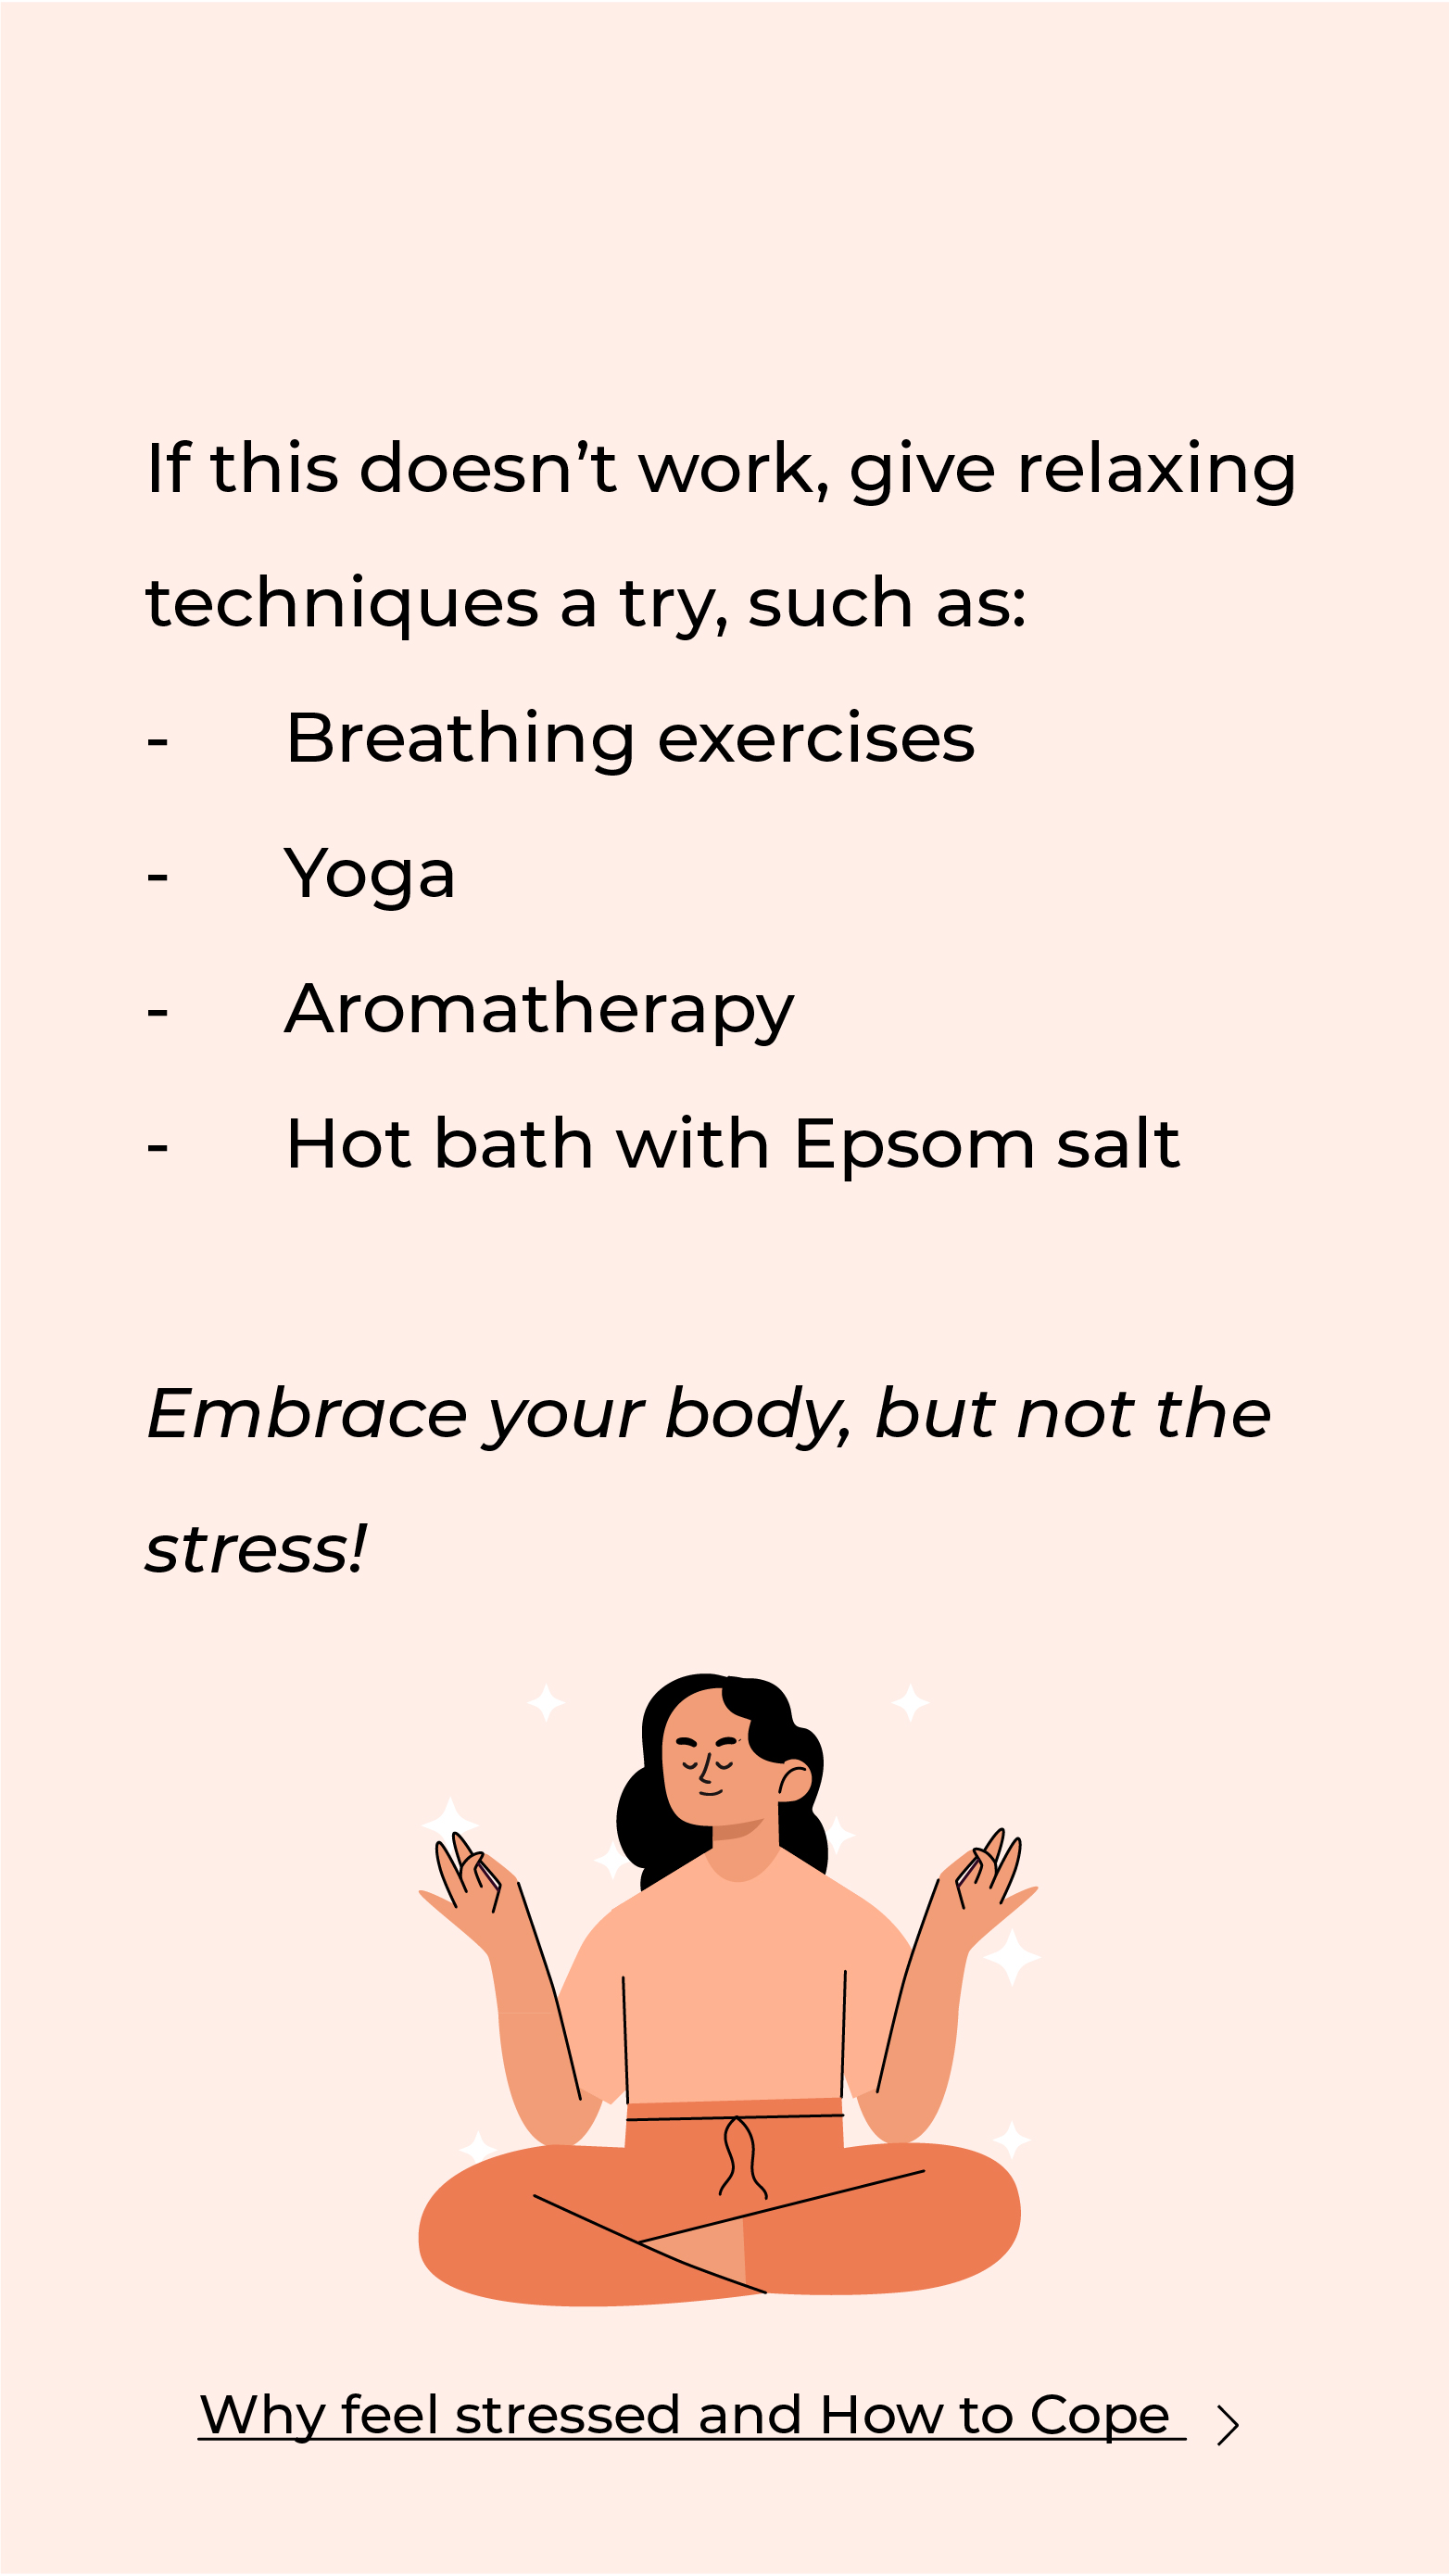 If this doesn’t work, give relaxing
techniques a try, such as:
- Breathing exercises
- Yoga
- Aromatherapy
- Hot bath with Epsom salt
Embrace your body, but not the
stress!
Why feel stressed and How to Cope >